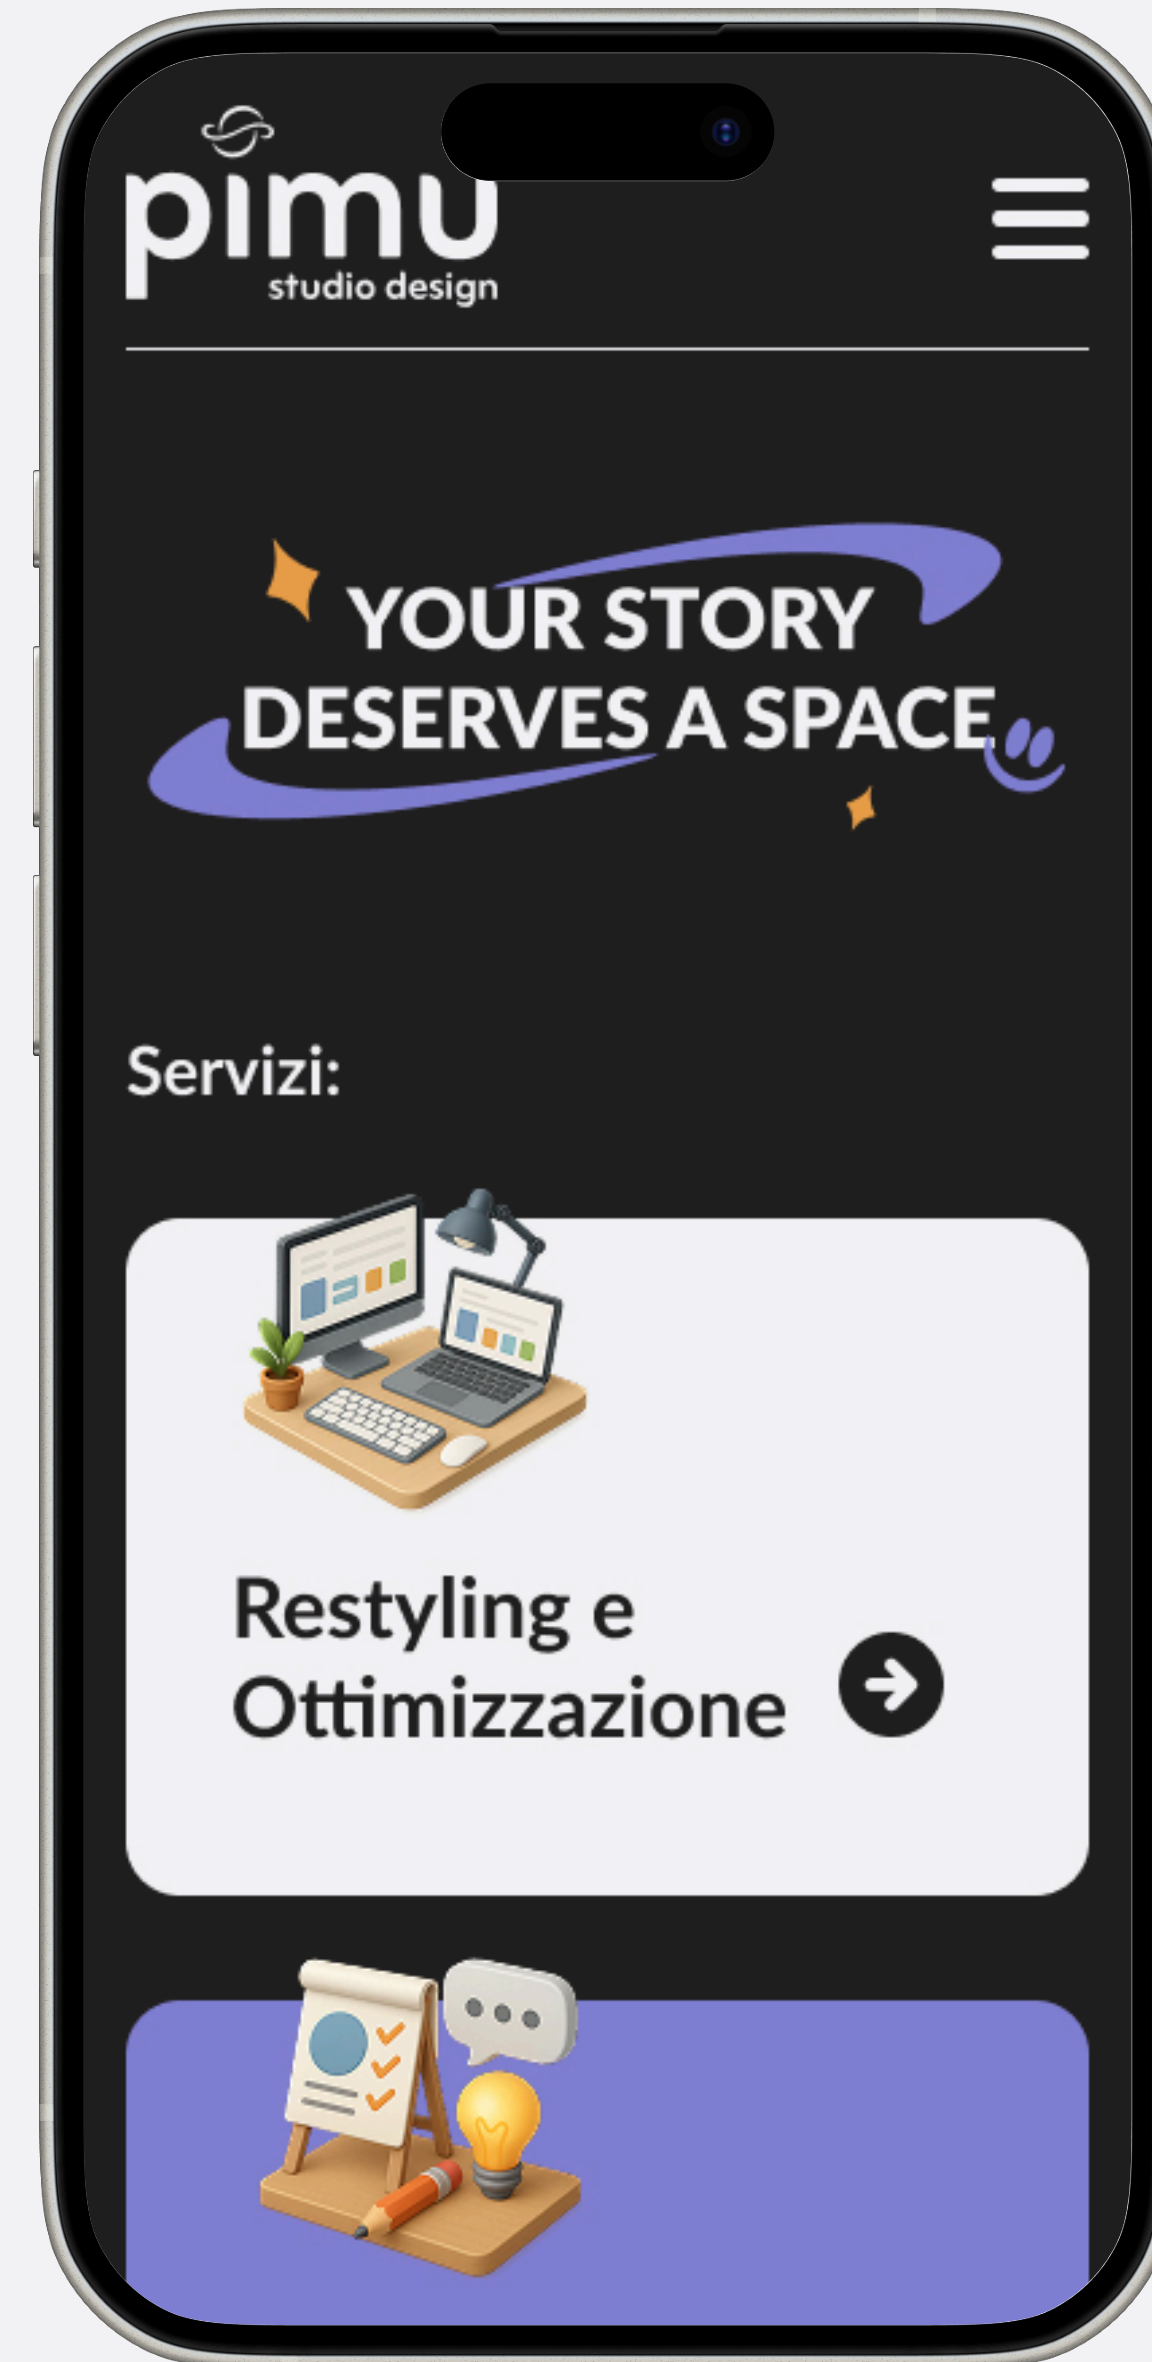 pimu
studio design
YOUR STORY
DESERVES A SPACE
Servizi:
Restyling e
Ottimizzazione